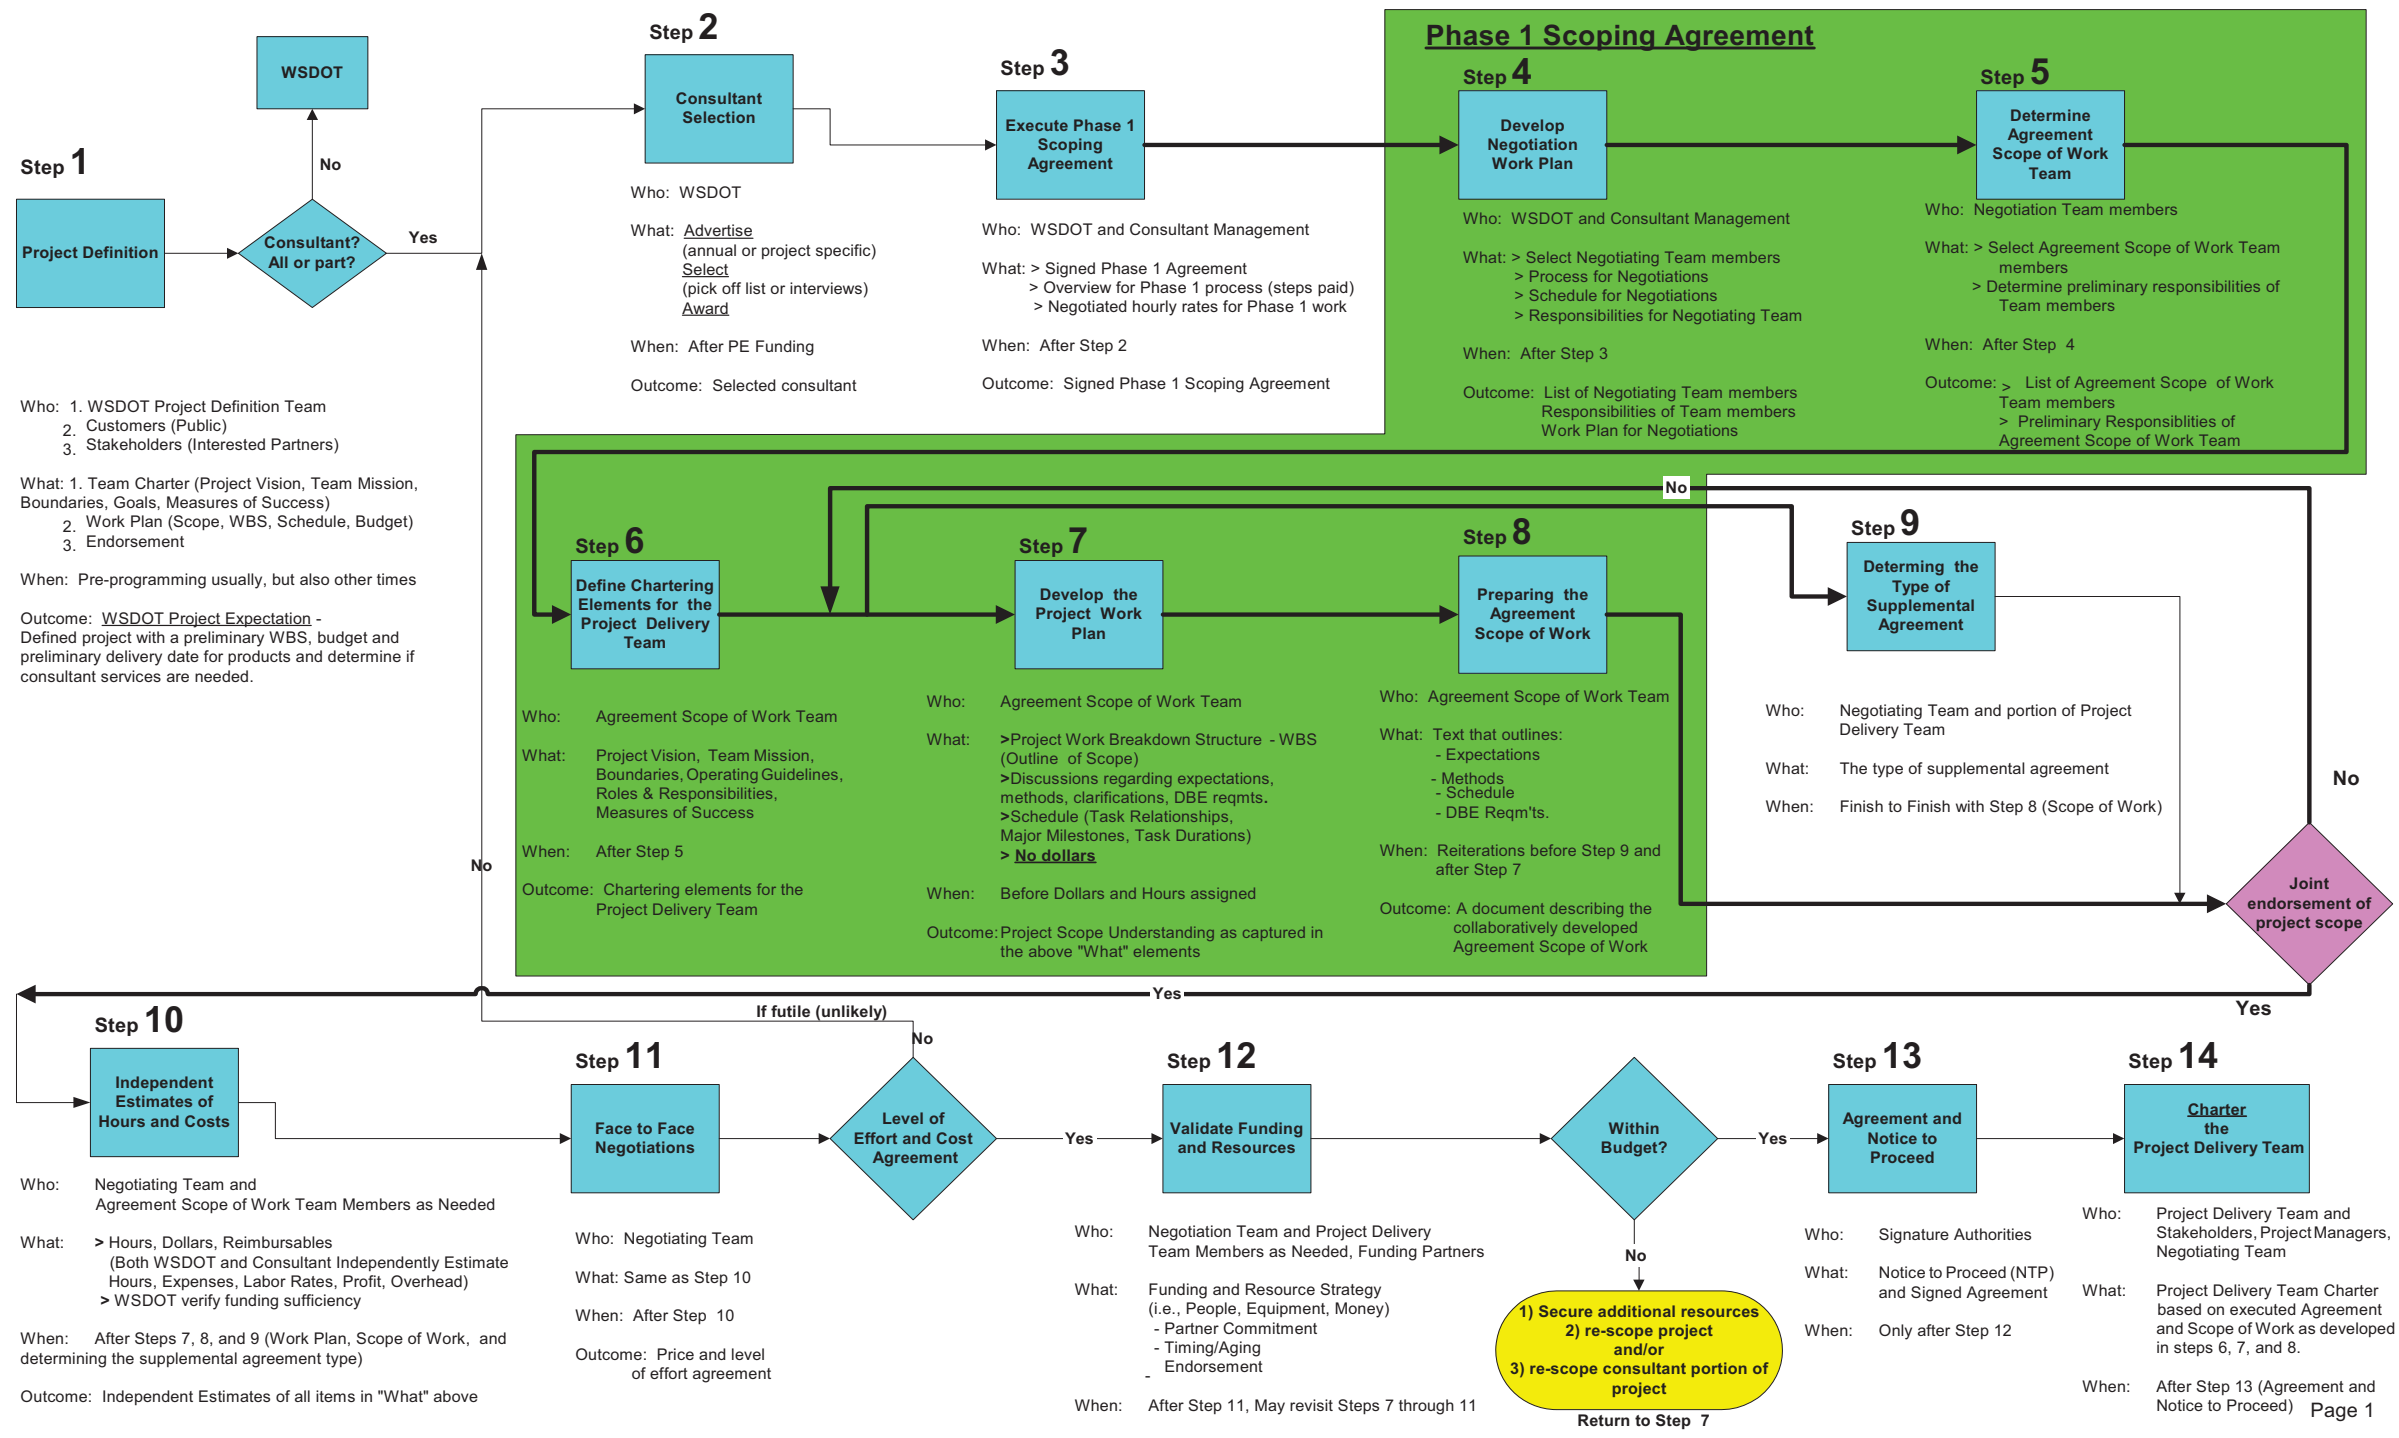 Phase 1 Scoping Agreement
Step 1
Project Definition
Who: 1. WSDOT Project Definition Team
2. Customers (Public)
3. Stakeholders (Interested Partners)
What: 1. Team Charter (Project Vision, Team Mission,
Boundaries, Goals, Measures of Success)
2. Work Plan (Scope, WBS, Schedule, Budget)
3. Endorsement
When: Pre-programming usually, but also other times
Outcome: WSDOT Project Expectation -
Defined project with a preliminary WBS, budget and
preliminary delivery date for products and determine if
consultant services are needed.
WSDOT
No
Consultant?
All or part?
Yes
Step 2
Consultant
Selection
Who: WSDOT
What: Advertise
(annual or project specific)
Select
(pick off list or interviews)
Award
When: After PE Funding
Outcome: Selected consultant
Step 3
Execute Phase 1
Scoping
Agreement
Who: WSDOT and Consultant Management
What: > Signed Phase 1 Agreement
> Overview for Phase 1 process (steps paid)
> Negotiated hourly rates for Phase 1 work
When: After Step 2
Outcome: Signed Phase 1 Scoping Agreement
Step 4
Develop
Negotiation
Work Plan
Who: WSDOT and Consultant Management
What: > Select Negotiating Team members
> Process for Negotiations
> Schedule for Negotiations
> Responsibilities for Negotiating Team
When: After Step 3
Outcome: List of Negotiating Team members
Responsibilities of Team members
Work Plan for Negotiations
Step 5
Determine
Agreement
Scope of Work
Team
Who: Negotiation Team members
What: > Select Agreement Scope of Work Team
members
> Determine preliminary responsibilities of
Team members
When: After Step 4
Outcome: > List of Agreement Scope of Work
Team members
> Preliminary Responsiblities of
Agreement Scope of Work Team
No
Step 6
Define Chartering
Elements for the
Project Delivery
Team
Who: Agreement Scope of Work Team
What: Project Vision, Team Mission,
Boundaries, Operating Guidelines,
Roles & Responsibilities,
Measures of Success
When: After Step 5
Outcome: Chartering elements for the
Project Delivery Team
Step 7
Develop the
Project Work
Plan
Who: Agreement Scope of Work Team
What: >Project Work Breakdown Structure - WBS
(Outline of Scope)
>Discussions regarding expectations,
methods, clarifications, DBE reqmts.
>Schedule (Task Relationships,
Major Milestones, Task Durations)
> No dollars
When: Before Dollars and Hours assigned
Outcome: Project Scope Understanding as captured in
the above "What" elements
Step 8
Preparing the
Agreement
Scope of Work
Who: Agreement Scope of Work Team
What: Text that outlines:
- Expectations
- Methods
- Schedule
- DBE Reqm'ts.
When: Reiterations before Step 9 and
after Step 7
Outcome: A document describing the
collaboratively developed
Agreement Scope of Work
Step 9
Determing the
Type of
Supplemental
Agreement
Who: Negotiating Team and portion of Project
Delivery Team
What: The type of supplemental agreement
When: Finish to Finish with Step 8 (Scope of Work)
No
Joint
endorsement of
project scope
Yes
Yes
No
If futile (unlikely)
No
Step 10
Independent
Estimates of
Hours and Costs
Who: Negotiating Team and
Agreement Scope of Work Team Members as Needed
What: > Hours, Dollars, Reimbursables
(Both WSDOT and Consultant Independently Estimate
Hours, Expenses, Labor Rates, Profit, Overhead)
> WSDOT verify funding sufficiency
When: After Steps 7, 8, and 9 (Work Plan, Scope of Work, and
determining the supplemental agreement type)
Outcome: Independent Estimates of all items in "What" above
Step 11
Face to Face
Negotiations
Who: Negotiating Team
What: Same as Step 10
When: After Step 10
Outcome: Price and level
of effort agreement
Level of
Effort and Cost
Agreement
Yes
Step 12
Validate Funding
and Resources
Who: Negotiation Team and Project Delivery
Team Members as Needed, Funding Partners
What: Funding and Resource Strategy
(i.e., People, Equipment, Money)
- Partner Commitment
- Timing/Aging
- Endorsement
When: After Step 11, May revisit Steps 7 through 11
Within
Budget?
Yes
No
1) Secure additional resources
2) re-scope project
and/or
3) re-scope consultant portion of
project
Return to Step 7
Step 13
Agreement and
Notice to
Proceed
Who: Signature Authorities
What: Notice to Proceed (NTP)
and Signed Agreement
When: Only after Step 12
Step 14
Charter
the
Project Delivery Team
Who: Project Delivery Team and
Stakeholders, Project Managers,
Negotiating Team
What: Project Delivery Team Charter
based on executed Agreement
and Scope of Work as developed
in steps 6, 7, and 8.
When: After Step 13 (Agreement and
Notice to Proceed)
Page 1